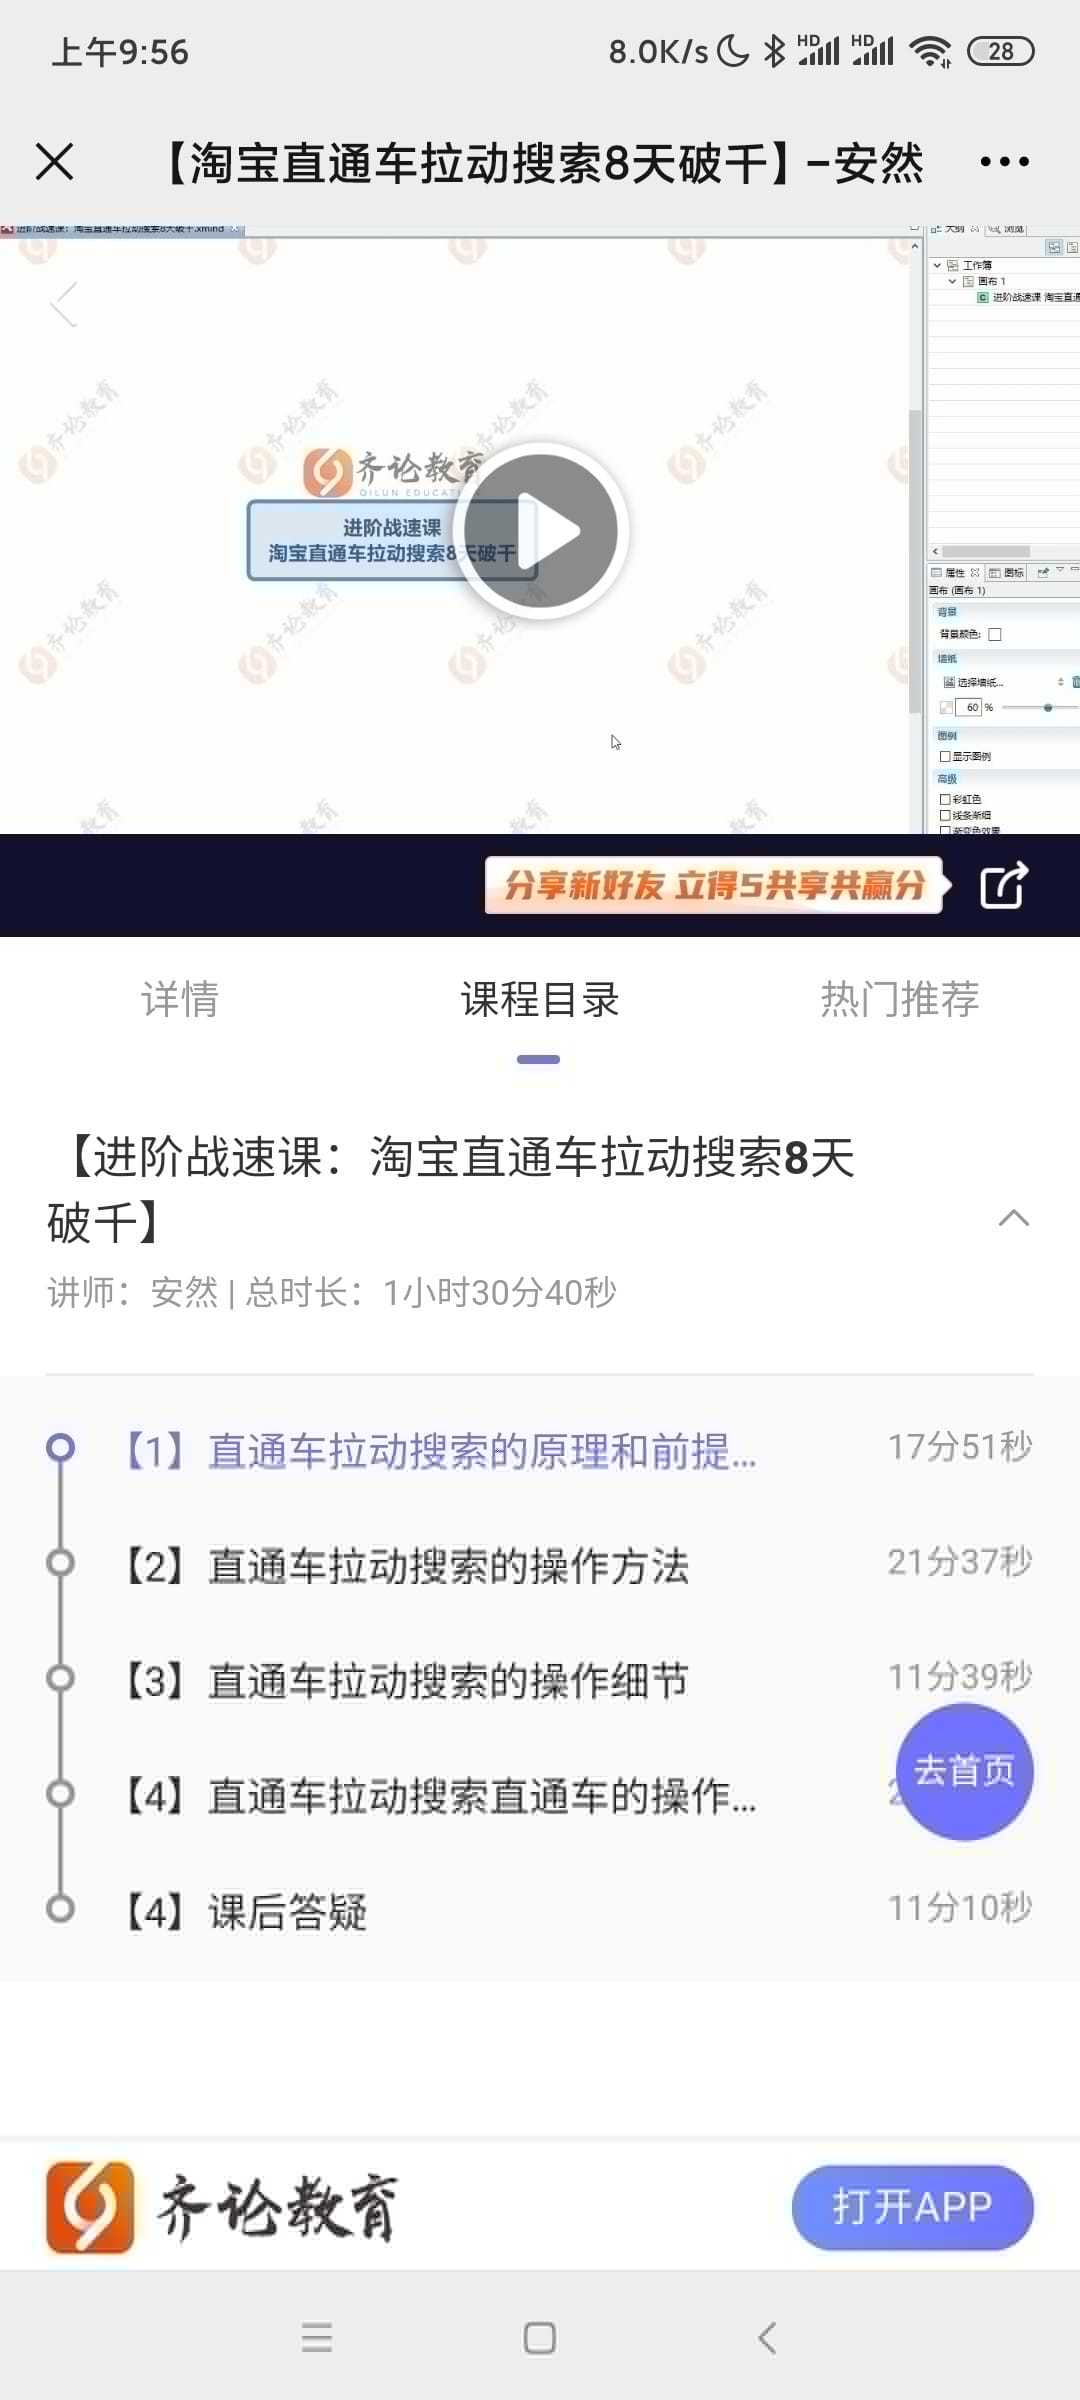 上午9:56 8.0K/s HD HD 28
【淘宝直通车拉动搜索8天破千】-安然
进阶战速课：淘宝直通车拉动搜索8天破千.xmind
大纲 浏览
工作簿
画布 1
进阶战速课 淘宝直通
齐论教育
QILUN EDUCATION
进阶战速课
淘宝直通车拉动搜索8天破千
属性 图标
画布 (画布 1)
背景
背景颜色:
墙纸
选择墙纸...
60 %
图例
显示图例
高级
彩虹色
线条渐细
渐变色效果
分享新好友 立得5共享共赢分
详情 课程目录 热门推荐
【进阶战速课：淘宝直通车拉动搜索8天
破千】
讲师：安然 | 总时长：1小时30分40秒
【1】直通车拉动搜索的原理和前提... 17分51秒
【2】直通车拉动搜索的操作方法 21分37秒
【3】直通车拉动搜索的操作细节 11分39秒
去首页
【4】直通车拉动搜索直通车的操作...
【4】课后答疑 11分10秒
齐论教育 打开APP